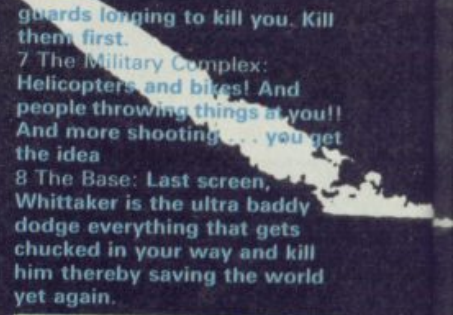 guards longing to kill you. Kill
them first.
7 The Military Complex:
Helicopters and bikes! And
people throwing things at you!!
And more shooting . . . you get
the idea
8 The Base: Last screen,
Whittaker is the ultra baddy
dodge everything that gets
chucked in your way and kill
him thereby saving the world
yet again.